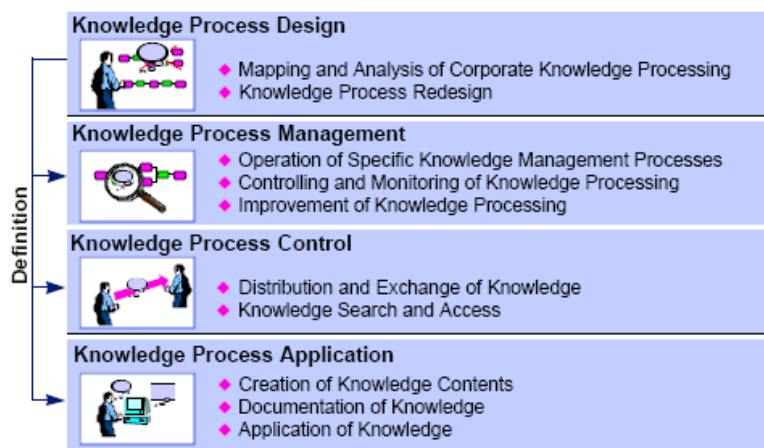 Knowledge Process Design
Mapping and Analysis of Corporate Knowledge Processing
Knowledge Process Redesign
Knowledge Process Management
Operation of Specific Knowledge Management Processes
Controlling and Monitoring of Knowledge Processing
Improvement of Knowledge Processing
Definition
Knowledge Process Control
Distribution and Exchange of Knowledge
Knowledge Search and Access
Knowledge Process Application
Creation of Knowledge Contents
Documentation of Knowledge
Application of Knowledge